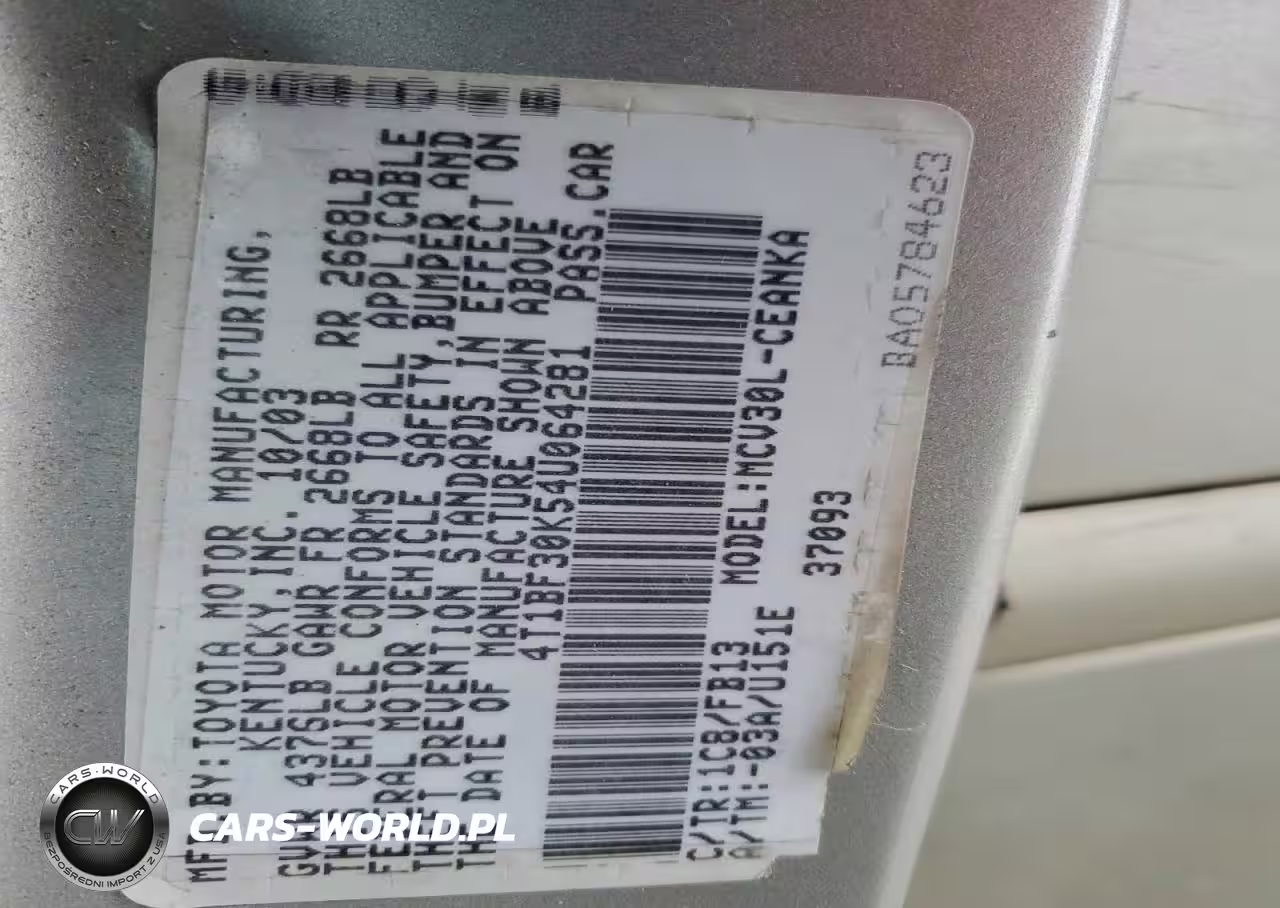 MFD BY:TOYOTA MOTOR MANUFACTURING,
KENTUCKY,INC. 10/03
GVWR 4375LB GAWR FR 2668LB RR 2668LB
THIS VEHICLE CONFORMS TO ALL APPLICABLE
FEDERAL MOTOR VEHICLE SAFETY,BUMPER AND
THEFT PREVENTION STANDARDS IN EFFECT ON
THE DATE OF MANUFACTURE SHOWN ABOVE
4T1BF30K54U064281 PASS.CAR
C/TR:1C8/FB13 MODEL:MCV30L-CEANKA
A/TM:-03A/U151E 37093
BA05784623
CARS-WORLD
CW
BEZPOŚREDNI IMPORT Z USA
CARS-WORLD.PL